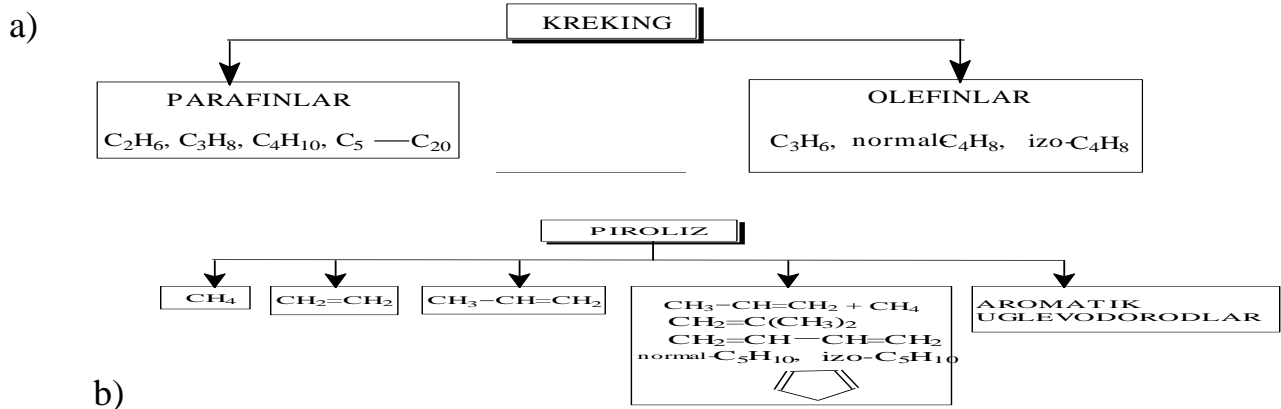 a)
KREKING
PARAFINLAR
C₂H₆, C₃H₈, C₄H₁₀, C₅ — C₂₀
OLEFINLAR
C₃H₆, normal-C₄H₈, izo-C₄H₈
PIROLIZ
CH₄
CH₂=CH₂
CH₃-CH=CH₂
CH₃-CH=CH₂ + CH₄
CH₂=C(CH₃)₂
CH₂=CH—CH=CH₂
normal-C₅H₁₀, izo-C₅H₁₀
AROMATIK
UGLEVODORODLAR
b)